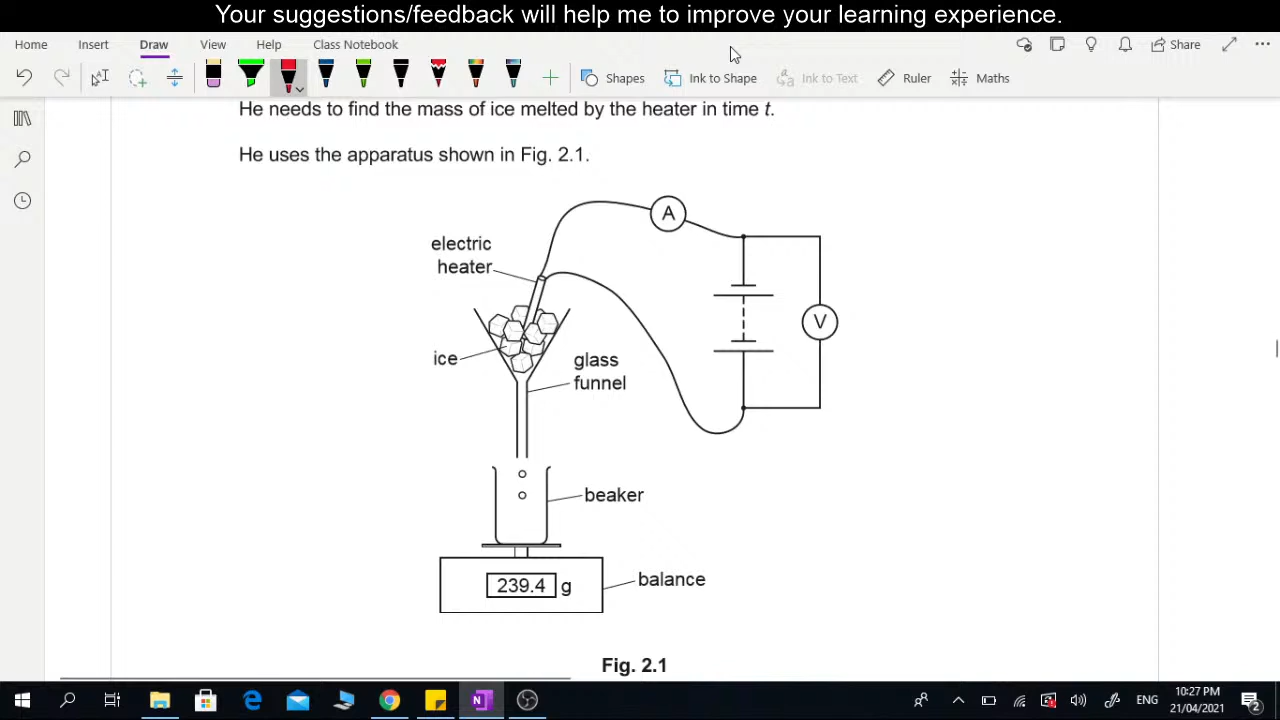 Your suggestions/feedback will help me to improve your learning experience.
Home Insert Draw View Help Class Notebook Share
Shapes Ink to Shape Ink to Text Ruler Maths
He needs to find the mass of ice melted by the heater in time t.
He uses the apparatus shown in Fig. 2.1.
A
electric
heater
V
ice
glass
funnel
beaker
239.4 g
balance
Fig. 2.1
ENG
10:27 PM
21/04/2021
2